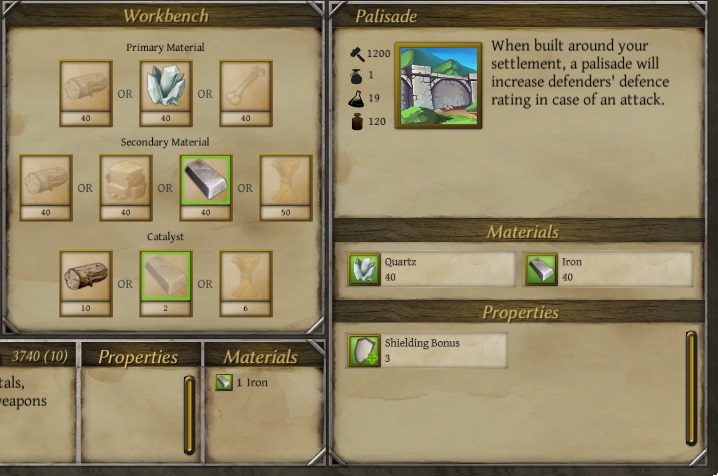 Workbench
Primary Material
OR
OR
40
40
40
Secondary Material
OR
OR
OR
40
40
40
50
Catalyst
OR
OR
10
2
6
3740 (10)
tals,
weapons
Properties
Materials
1 Iron
Palisade
1200
1
19
120
When built around your
settlement, a palisade will
increase defenders' defence
rating in case of an attack.
Materials
Quartz
40
Iron
40
Properties
Shielding Bonus
3